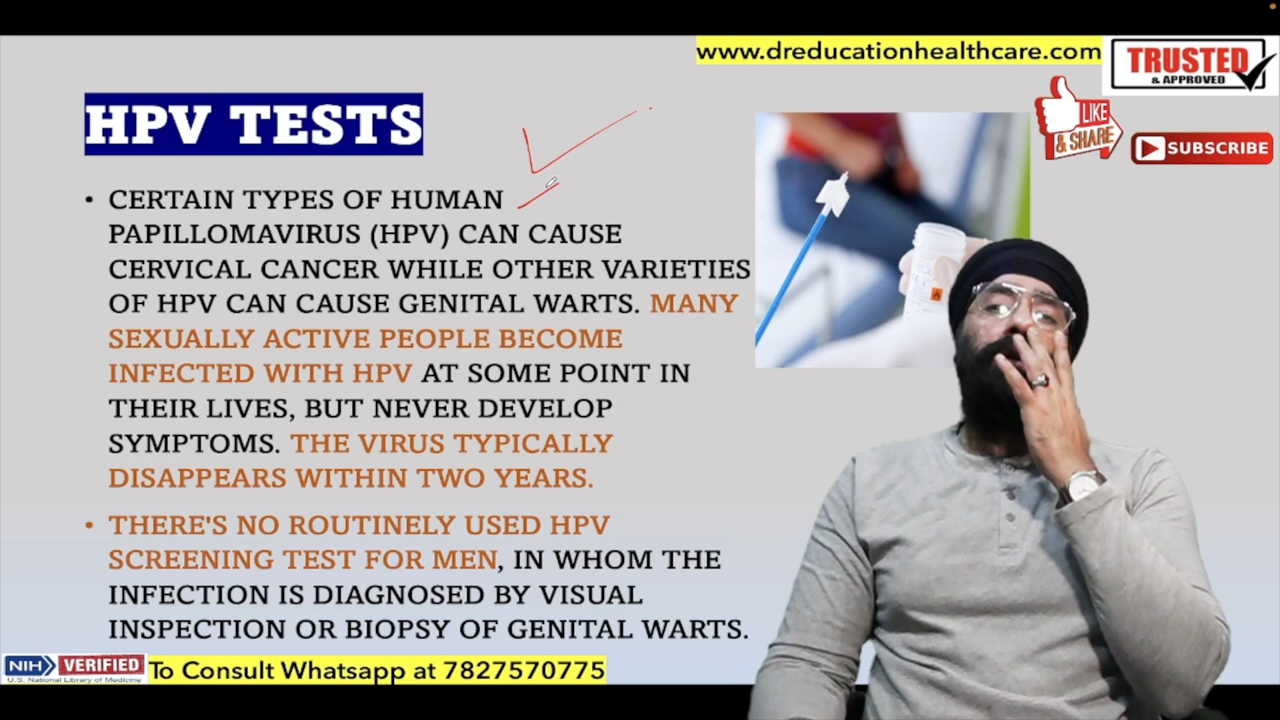 www.dreducationhealthcare.com
TRUSTED
& APPROVED
LIKE
& SHARE
SUBSCRIBE
HPV TESTS
• CERTAIN TYPES OF HUMAN
PAPILLOMAVIRUS (HPV) CAN CAUSE
CERVICAL CANCER WHILE OTHER VARIETIES
OF HPV CAN CAUSE GENITAL WARTS. MANY
SEXUALLY ACTIVE PEOPLE BECOME
INFECTED WITH HPV AT SOME POINT IN
THEIR LIVES, BUT NEVER DEVELOP
SYMPTOMS. THE VIRUS TYPICALLY
DISAPPEARS WITHIN TWO YEARS.
• THERE'S NO ROUTINELY USED HPV
SCREENING TEST FOR MEN, IN WHOM THE
INFECTION IS DIAGNOSED BY VISUAL
INSPECTION OR BIOPSY OF GENITAL WARTS.
NIH VERIFIED
U.S. National Library of Medicine
To Consult Whatsapp at 7827570775